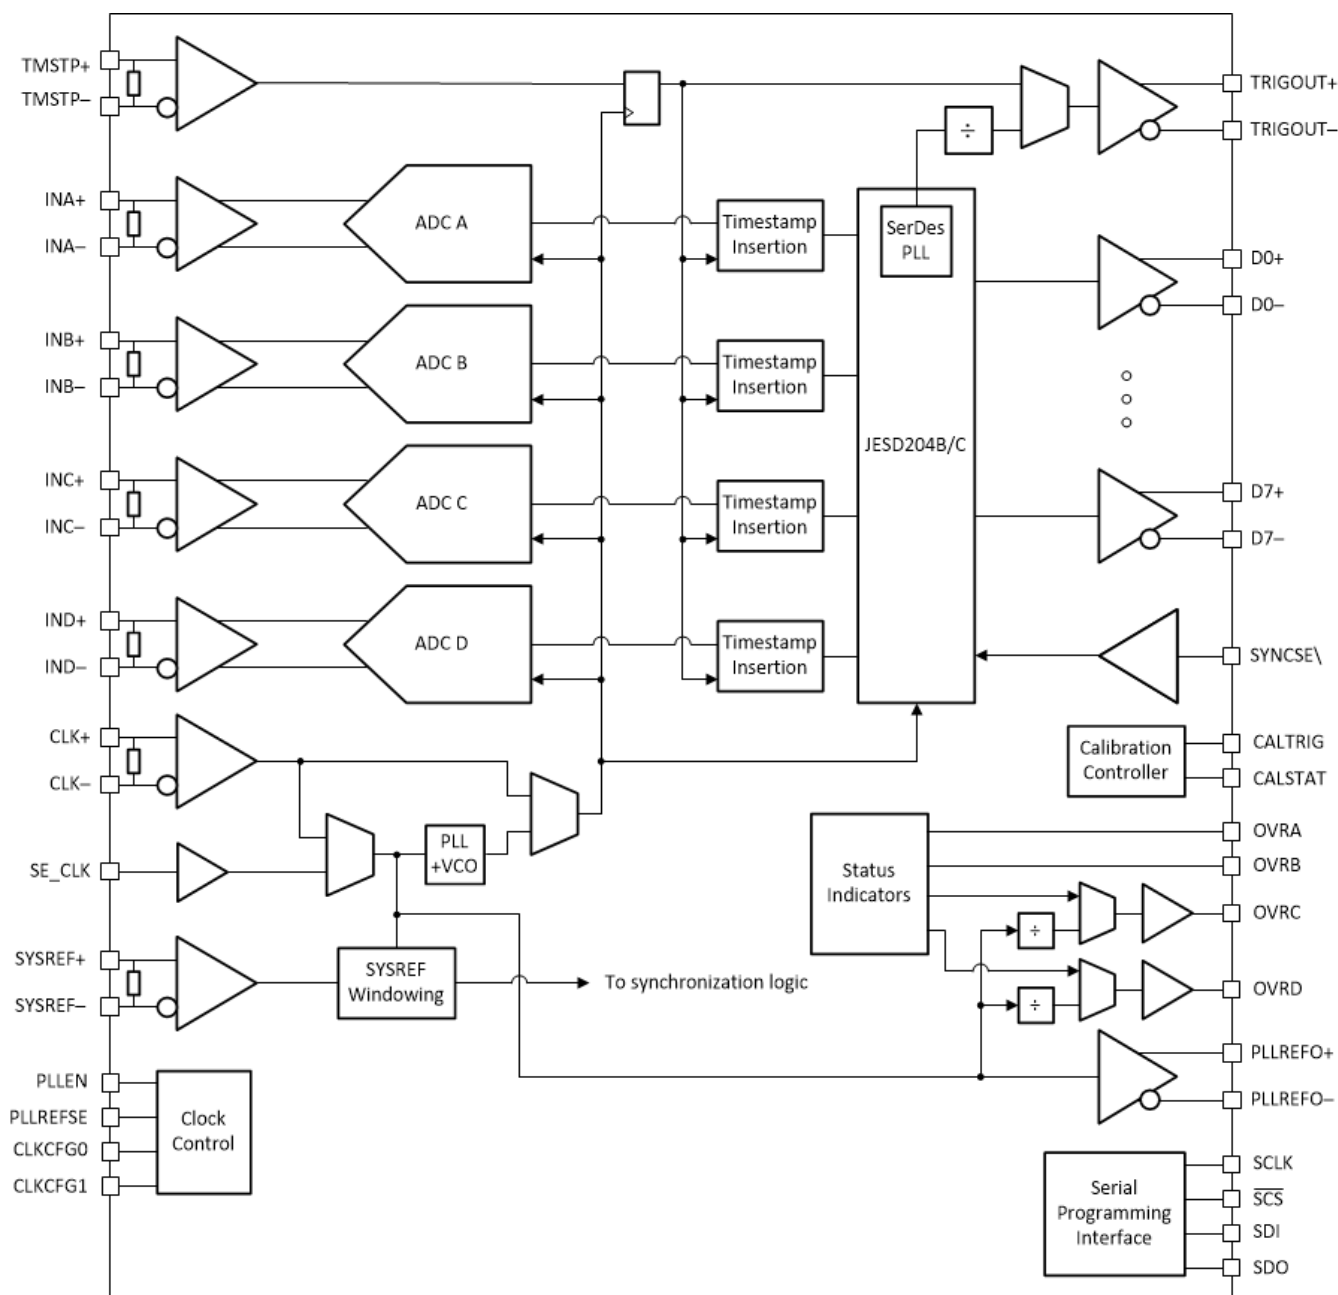 TMSTP+
TMSTP–
INA+
INA–
INB+
INB–
INC+
INC–
IND+
IND–
CLK+
CLK–
SE_CLK
SYSREF+
SYSREF–
PLLEN
PLLREFSE
CLKCFG0
CLKCFG1
ADC A
ADC B
ADC C
ADC D
PLL
+VCO
SYSREF
Windowing
To synchronization logic
Clock
Control
Timestamp
Insertion
Timestamp
Insertion
Timestamp
Insertion
Timestamp
Insertion
÷
SerDes
PLL
JESD204B/C
Calibration
Controller
Status
Indicators
÷
÷
Serial
Programming
Interface
TRIGOUT+
TRIGOUT–
D0+
D0–
D7+
D7–
SYNCSE\
CALTRIG
CALSTAT
OVRA
OVRB
OVRC
OVRD
PLLREFO+
PLLREFO–
SCLK
S̅C̅S̅
SDI
SDO